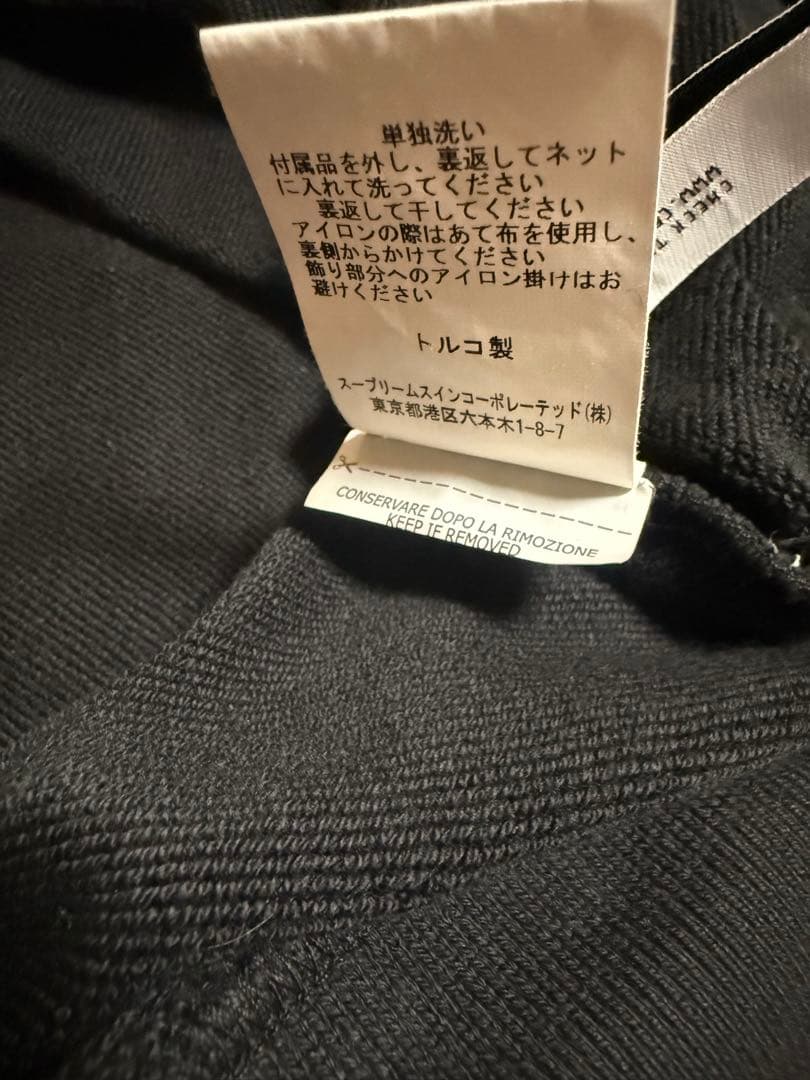 単独洗い
付属品を外し、裏返してネット
に入れて洗ってください
裏返して干してください
アイロンの際はあて布を使用し、
裏側からかけてください
飾り部分へのアイロン掛けはお
避けください
トルコ製
スープリームスインコーポレーテッド(株)
東京都港区六本木1-8-7
CONSERVARE DOPO LA RIMOZIONE
KEEP IF REMOVED
CHECK
WWW.